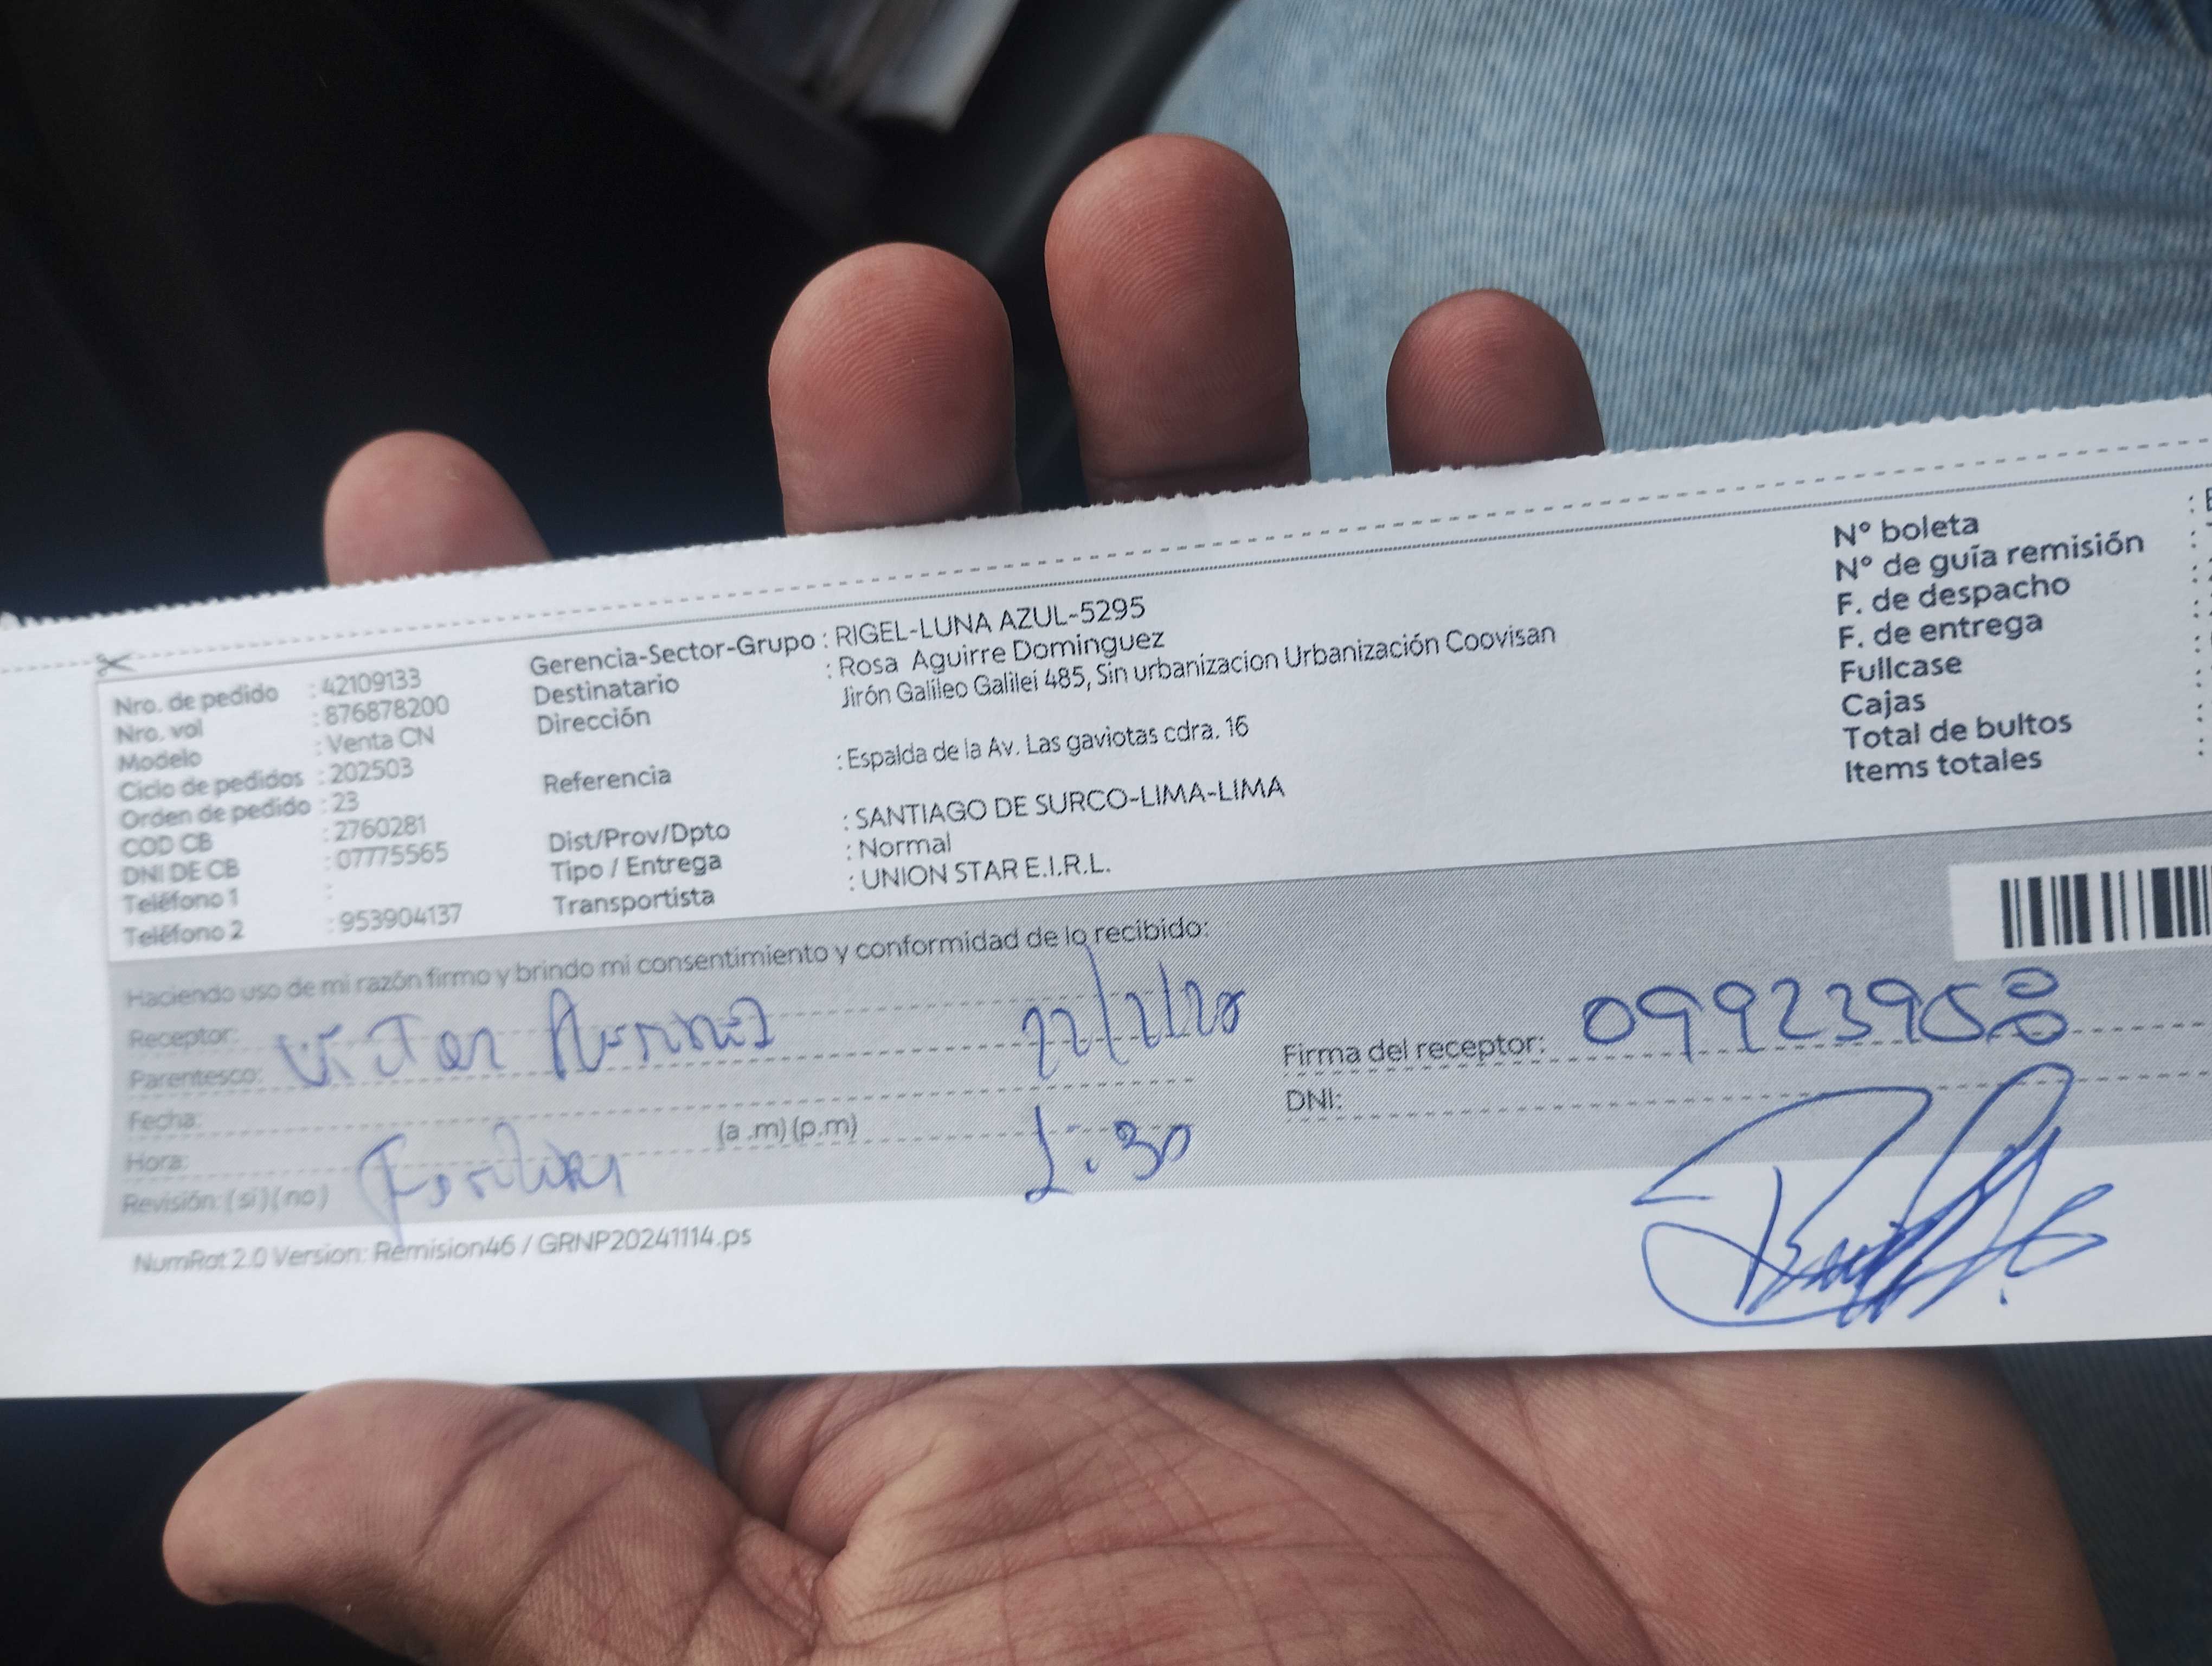 Nro. de pedido : 42109133
Nro. vol : 876878200
Modelo : Venta CN
Ciclo de pedidos : 202503
Orden de pedido : 23
COD CB : 2760281
DNI DE CB : 07775565
Teléfono 1 :
Teléfono 2 : 953904137
Gerencia-Sector-Grupo : RIGEL-LUNA AZUL-5295
Destinatario : Rosa Aguirre Dominguez
Dirección Jirón Galileo Galilei 485, Sin urbanizacion Urbanización Coovisan
Referencia : Espalda de la Av. Las gaviotas cdra. 16
Dist/Prov/Dpto : SANTIAGO DE SURCO-LIMA-LIMA
Tipo / Entrega : Normal
Transportista : UNION STAR E.I.R.L.
N° boleta :
N° de guía remisión :
F. de despacho :
F. de entrega :
Fullcase :
Cajas :
Total de bultos :
Items totales :
Haciendo uso de mi razón firmo y brindo mi consentimiento y conformidad de lo recibido:
Receptor:
Parentesco:
Fecha:
Hora: (a .m) (p.m) 1:30
Revisión: (si) (no)
Firma del receptor:
DNI:
NumRot 2.0 Version: Remision46 / GRNP20241114.ps